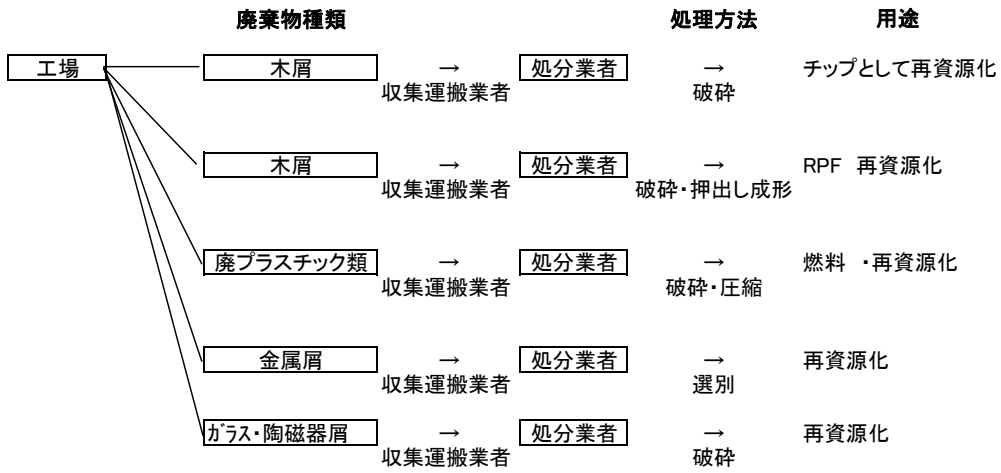 廃棄物種類 処理方法 用途
工場 木屑 → 処分業者 → チップとして再資源化
収集運搬業者 破砕
木屑 → 処分業者 → RPF 再資源化
収集運搬業者 破砕・押出し成形
廃プラスチック類 → 処分業者 → 燃料 ・再資源化
収集運搬業者 破砕・圧縮
金属屑 → 処分業者 → 再資源化
収集運搬業者 選別
ｶﾞﾗｽ・陶磁器屑 → 処分業者 → 再資源化
収集運搬業者 破砕